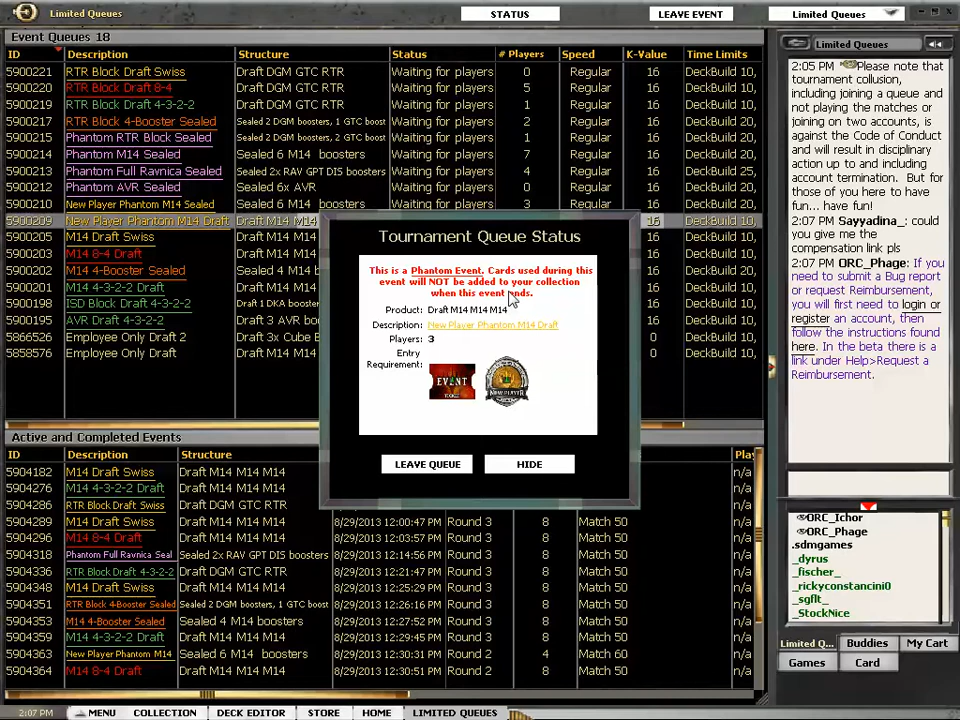 Limited Queues
STATUS
LEAVE EVENT
Limited Queues
Event Queues 18
ID Description Structure Status # Players Speed K-Value Time Limits
5900221 RTR Block Draft Swiss Draft DGM GTC RTR Waiting for players 0 Regular 16 DeckBuild 10,
5900220 RTR Block Draft 8-4 Draft DGM GTC RTR Waiting for players 5 Regular 16 DeckBuild 10,
5900219 RTR Block Draft 4-3-2-2 Draft DGM GTC RTR Waiting for players 1 Regular 16 DeckBuild 10,
5900217 RTR Block 4-Booster Sealed Sealed 2 DGM boosters, 1 GTC boost Waiting for players 2 Regular 16 DeckBuild 20,
5900215 Phantom RTR Block Sealed Sealed 2 DGM boosters, 2 GTC boost Waiting for players 1 Regular 16 DeckBuild 20,
5900214 Phantom M14 Sealed Sealed 6 M14 boosters Waiting for players 7 Regular 16 DeckBuild 20,
5900213 Phantom Full Ravnica Sealed Sealed 2x RAV GPT DIS boosters Waiting for players 4 Regular 16 DeckBuild 25,
5900212 Phantom AVR Sealed Sealed 6x AVR Waiting for players 0 Regular 16 DeckBuild 20,
5900210 New Player Phantom M14 Sealed Sealed 6 M14 boosters Waiting for players 3 Regular 16 DeckBuild 20,
5900209 New Player Phantom M14 Draft Draft M14 M14 16 DeckBuild 10,
5900205 M14 Draft Swiss Draft M14 M14 16 DeckBuild 10,
5900203 M14 8-4 Draft Draft M14 M14 16 DeckBuild 10,
5900202 M14 4-Booster Sealed Sealed 4 M14 16 DeckBuild 20,
5900201 M14 4-3-2-2 Draft Draft M14 M14 16 DeckBuild 10,
5900198 ISD Block Draft 4-3-2-2 Draft 1 DKA booster 16 DeckBuild 10,
5900193 AVR Draft 4-3-2-2 Draft 3 AVR boost 16 DeckBuild 10,
5866526 Employee Only Draft 2 Draft 3x Cube B 0 DeckBuild 10,
5858576 Employee Only Draft Draft M14 M14 0 DeckBuild 10,
Tournament Queue Status
This is a Phantom Event. Cards used during this
event will NOT be added to your collection
when this event ends.
Product: Draft M14 M14 M14
Description: New Player Phantom M14 Draft
Players: 3
Entry
Requirement:
EVENT
NEW PLAYER
LEAVE QUEUE
HIDE
Active and Completed Events
ID Description Structure Play
5904182 M14 Draft Swiss Draft M14 M14 M14 n/a
5904276 M14 4-3-2-2 Draft Draft M14 M14 M14 n/a
5904286 RTR Block Draft Swiss Draft DGM GTC RTR n/a
5904289 M14 Draft Swiss Draft M14 M14 M14 8/29/2013 12:00:47 PM Round 3 8 Match 50 n/a
5904296 M14 8-4 Draft Draft M14 M14 M14 8/29/2013 12:03:57 PM Round 3 8 Match 50 n/a
5904318 Phantom Full Ravnica Seal Sealed 2x RAV GPT DIS boosters 8/29/2013 12:14:56 PM Round 3 8 Match 50 n/a
5904336 RTR Block Draft 4-3-2-2 Draft DGM GTC RTR 8/29/2013 12:21:47 PM Round 3 8 Match 50 n/a
5904348 M14 Draft Swiss Draft M14 M14 M14 8/29/2013 12:25:29 PM Round 3 8 Match 50 n/a
5904351 RTR Block 4-Booster Sealed Sealed 2 DGM boosters, 1 GTC boost 8/29/2013 12:26:16 PM Round 3 8 Match 50 n/a
5904353 M14 4-Booster Sealed Sealed 4 M14 boosters 8/29/2013 12:27:52 PM Round 3 8 Match 50 n/a
5904359 M14 4-3-2-2 Draft Draft M14 M14 M14 8/29/2013 12:29:45 PM Round 2 8 Match 50 n/a
5904363 New Player Phantom M14 Sealed 6 M14 boosters 8/29/2013 12:30:31 PM Round 2 4 Match 60 n/a
5904364 M14 8-4 Draft Draft M14 M14 M14 8/29/2013 12:30:51 PM Round 2 8 Match 50 n/a
Limited Queues
2:05 PM Please note that
tournament collusion,
including joining a queue and
not playing the matches or
joining on two accounts, is
against the Code of Conduct
and will result in disciplinary
action up to and including
account termination. But for
those of you here to have
fun... have fun!
2:07 PM Sayyadina_: could
you give me the
compensation link pls
2:07 PM ORC_Phage: If you
need to submit a Bug report
or request Reimbursement,
you will first need to login or
register an account, then
follow the instructions found
here. In the beta there is a
link under Help>Request a
Reimbursement.
ORC_Ichor
ORC_Phage
.sdmgames
_dyrus
_fischer_
_rickyconstancini0
_sgflt_
_StockNice
Limited Q... Buddies My Cart
Games Card
2:07 PM MENU COLLECTION DECK EDITOR STORE HOME LIMITED QUEUES